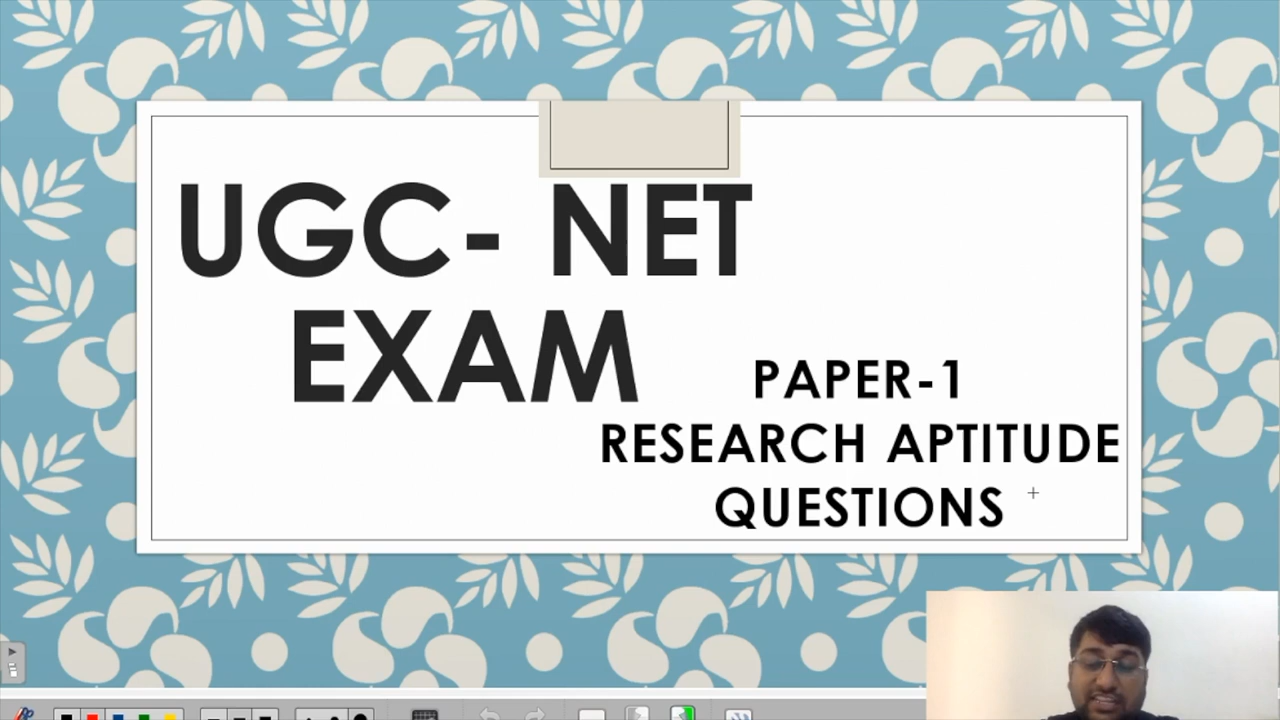 UGC- NET
EXAM
PAPER-1
RESEARCH APTITUDE
QUESTIONS